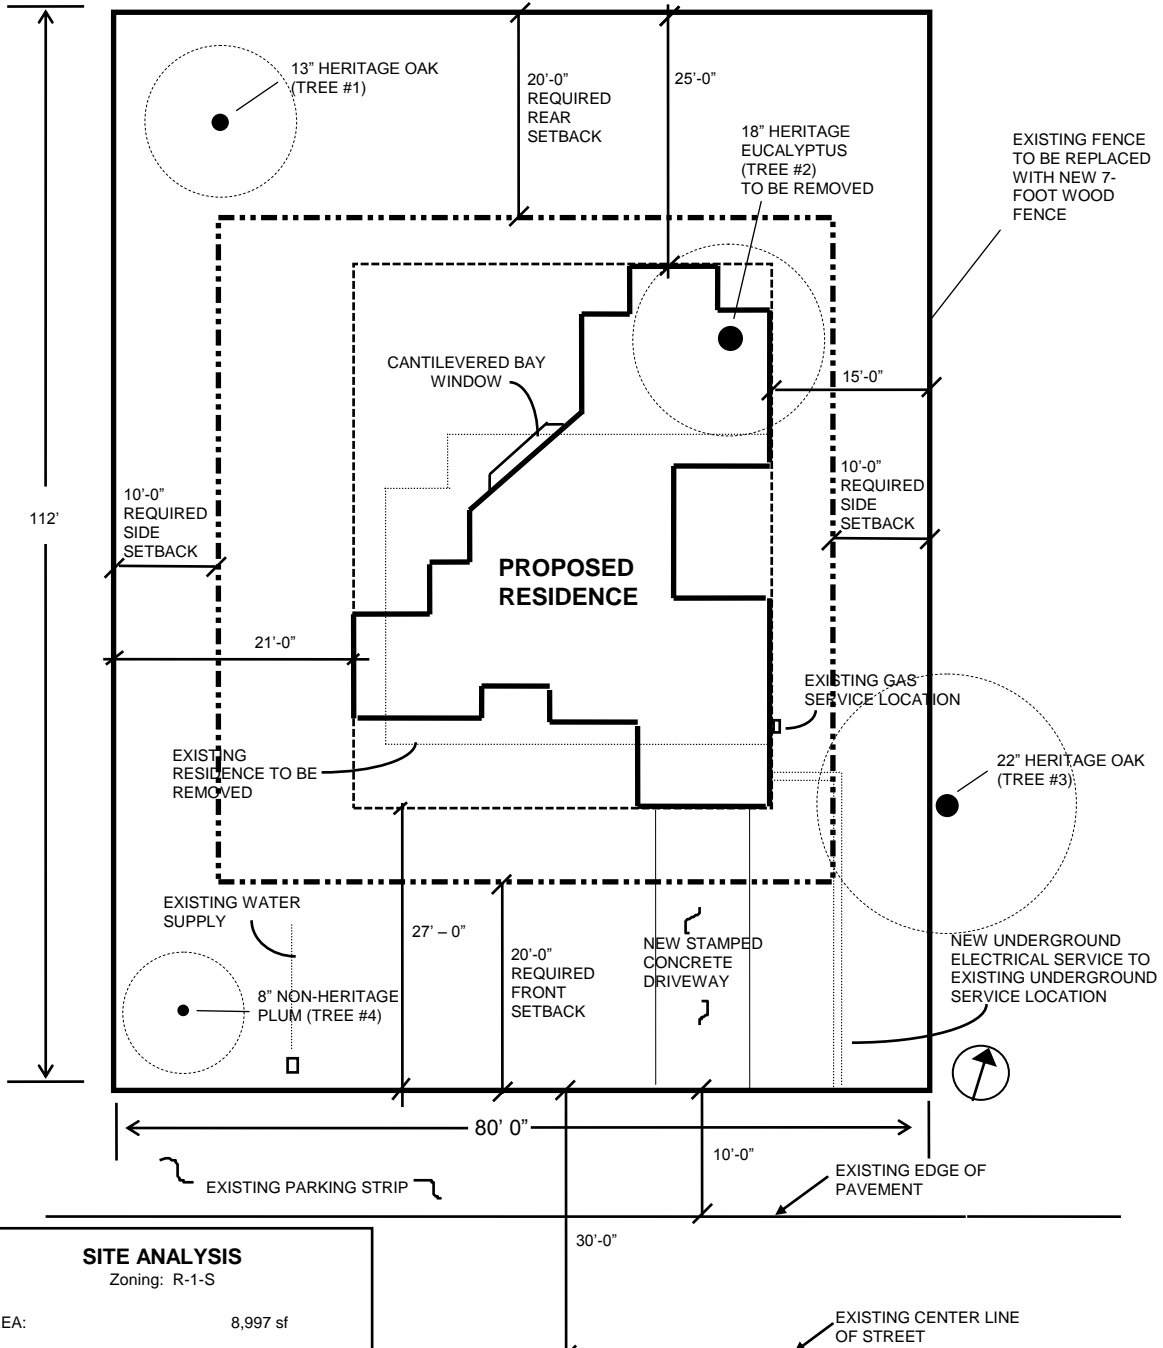 13” HERITAGE OAK
(TREE #1)
20’-0”
REQUIRED
REAR
SETBACK
25’-0”
18” HERITAGE
EUCALYPTUS
(TREE #2)
TO BE REMOVED
EXISTING FENCE
TO BE REPLACED
WITH NEW 7-
FOOT WOOD
FENCE
CANTILEVERED BAY
WINDOW
15’-0”
112’
10’-0”
REQUIRED
SIDE
SETBACK
10’-0”
REQUIRED
SIDE
SETBACK
PROPOSED
RESIDENCE
21’-0”
EXISTING GAS
SERVICE LOCATION
EXISTING
RESIDENCE TO BE
REMOVED
22” HERITAGE OAK
(TREE #3)
EXISTING WATER
SUPPLY
27’ – 0”
20’-0”
REQUIRED
FRONT
SETBACK
NEW STAMPED
CONCRETE
DRIVEWAY
NEW UNDERGROUND
ELECTRICAL SERVICE TO
EXISTING UNDERGROUND
SERVICE LOCATION
8” NON-HERITAGE
PLUM (TREE #4)
80’ 0”
10’-0”
EXISTING PARKING STRIP
EXISTING EDGE OF
PAVEMENT
30’-0”
SITE ANALYSIS
Zoning: R-1-S
EA: 8,997 sf
EXISTING CENTER LINE
OF STREET